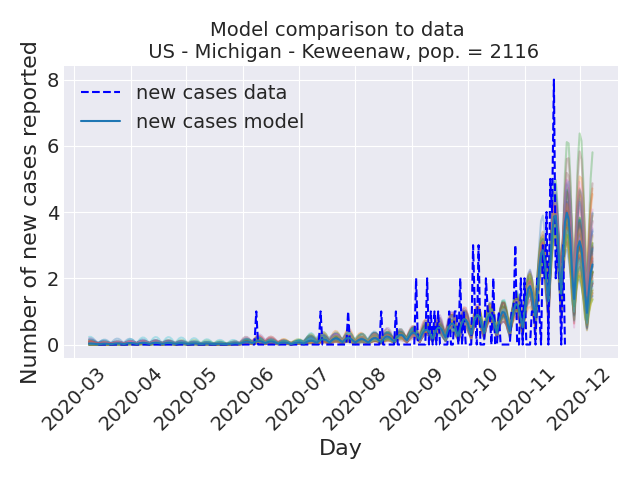 Model comparison to data
US - Michigan - Keweenaw, pop. = 2116
Number of new cases reported
8
6
4
2
0
new cases data
new cases model
2020-03
2020-04
2020-05
2020-06
2020-07
2020-08
2020-09
2020-10
2020-11
2020-12
Day